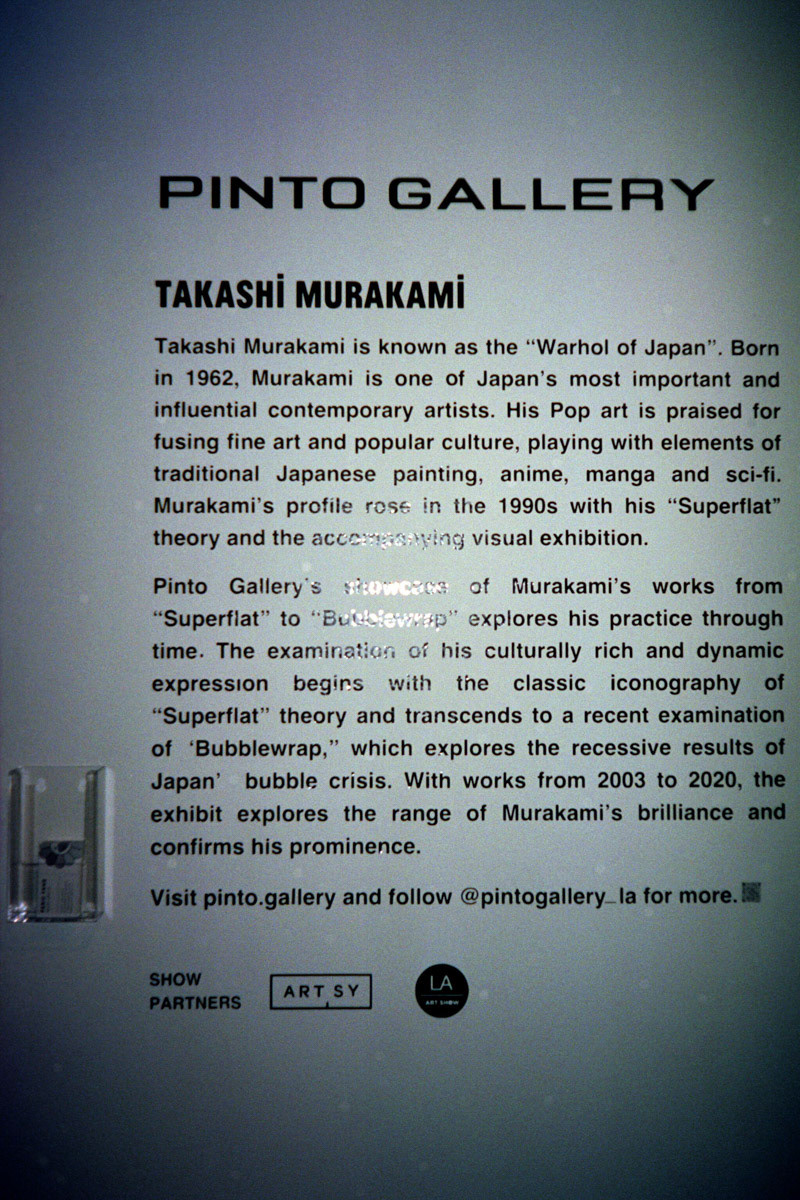 PINTO GALLERY
TAKASHİ MURAKAMİ
Takashi Murakami is known as the “Warhol of Japan”. Born
in 1962, Murakami is one of Japan's most important and
influential contemporary artists. His Pop art is praised for
fusing fine art and popular culture, playing with elements of
traditional Japanese painting, anime, manga and sci-fi.
Murakami's profile rose in the 1990s with his “Superflat”
theory and the accompanying visual exhibition.
Pinto Gallery's showcase of Murakami's works from
“Superflat” to “Bubblewrap” explores his practice through
time. The examination of his culturally rich and dynamic
expression begins with the classic iconography of
“Superflat” theory and transcends to a recent examination
of ‘Bubblewrap,” which explores the recessive results of
Japan’ bubble crisis. With works from 2003 to 2020, the
exhibit explores the range of Murakami's brilliance and
confirms his prominence.
Visit pinto.gallery and follow @pintogallery_la for more.
SHOW
PARTNERS
ARTSY
LA
ART SHOW